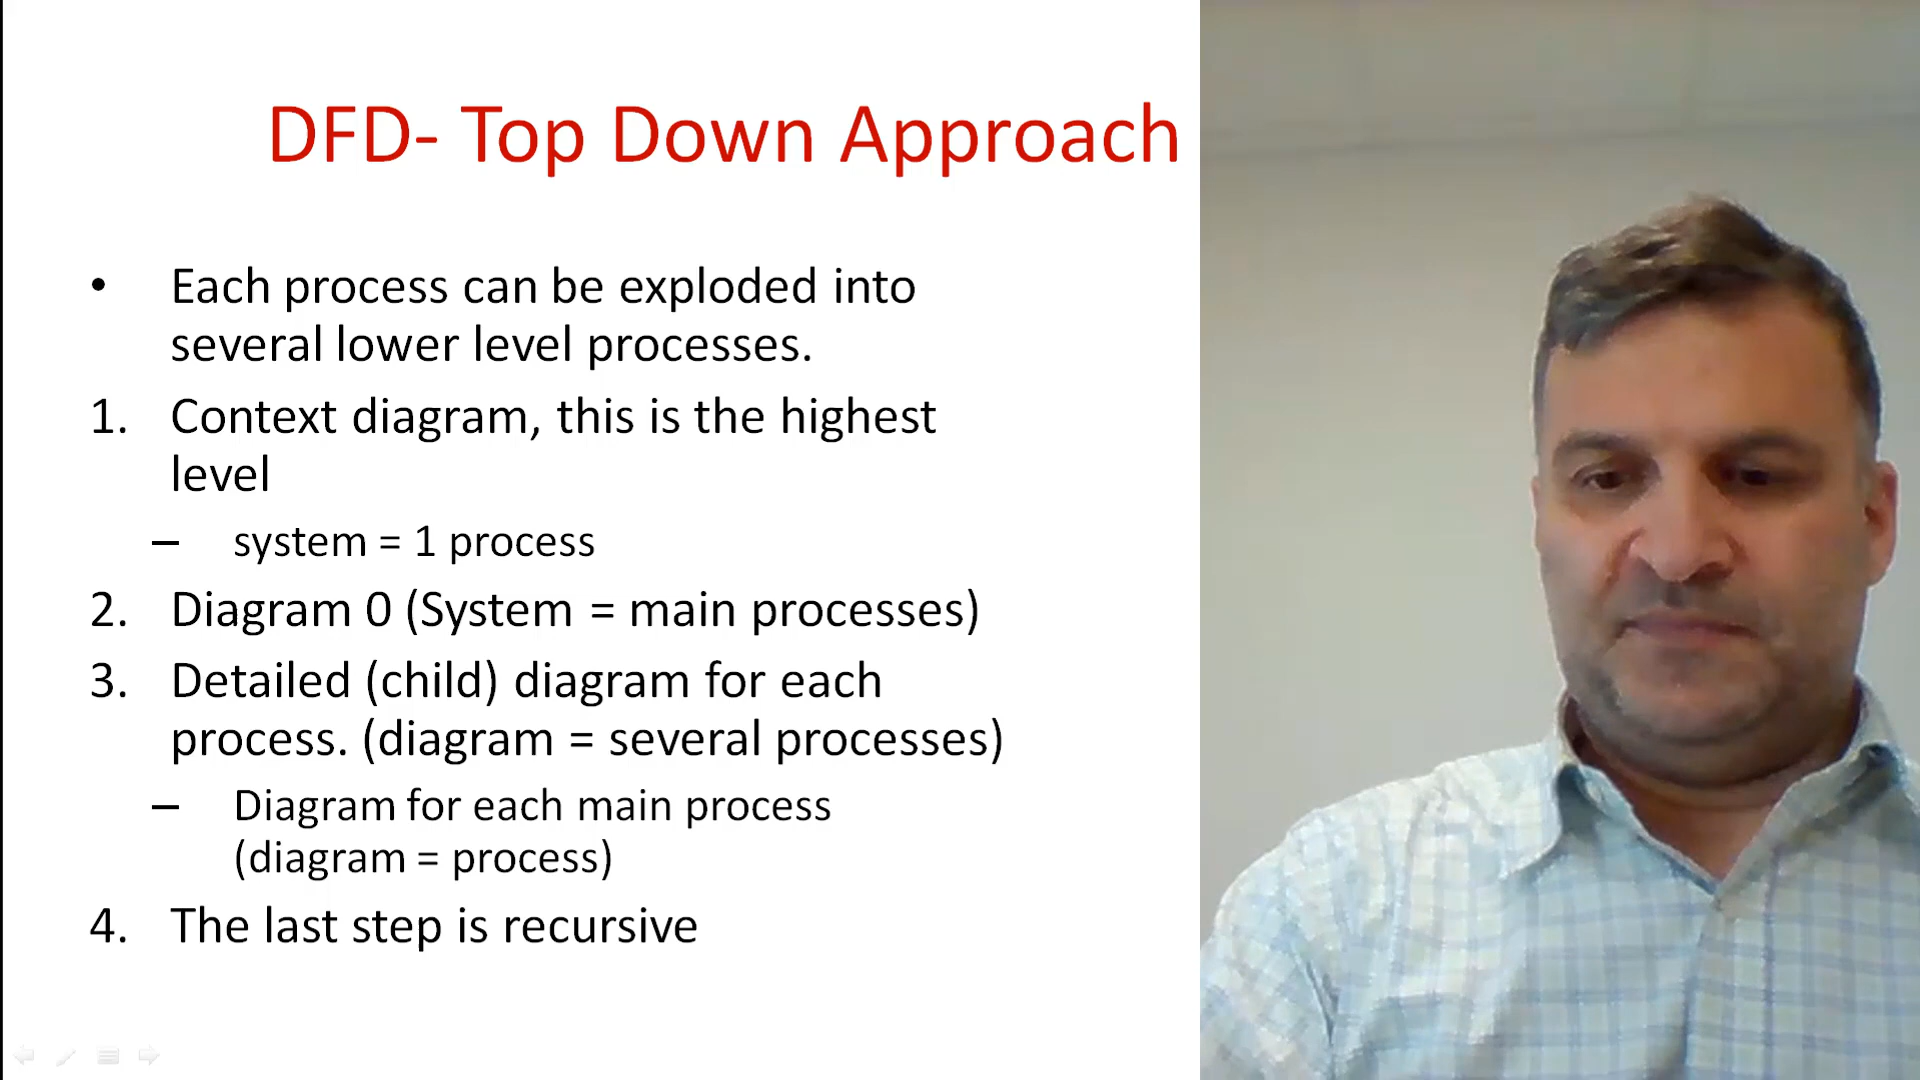 DFD- Top Down Approach
• Each process can be exploded into
several lower level processes.
1. Context diagram, this is the highest
level
– system = 1 process
2. Diagram 0 (System = main processes)
3. Detailed (child) diagram for each
process. (diagram = several processes)
– Diagram for each main process
(diagram = process)
4. The last step is recursive